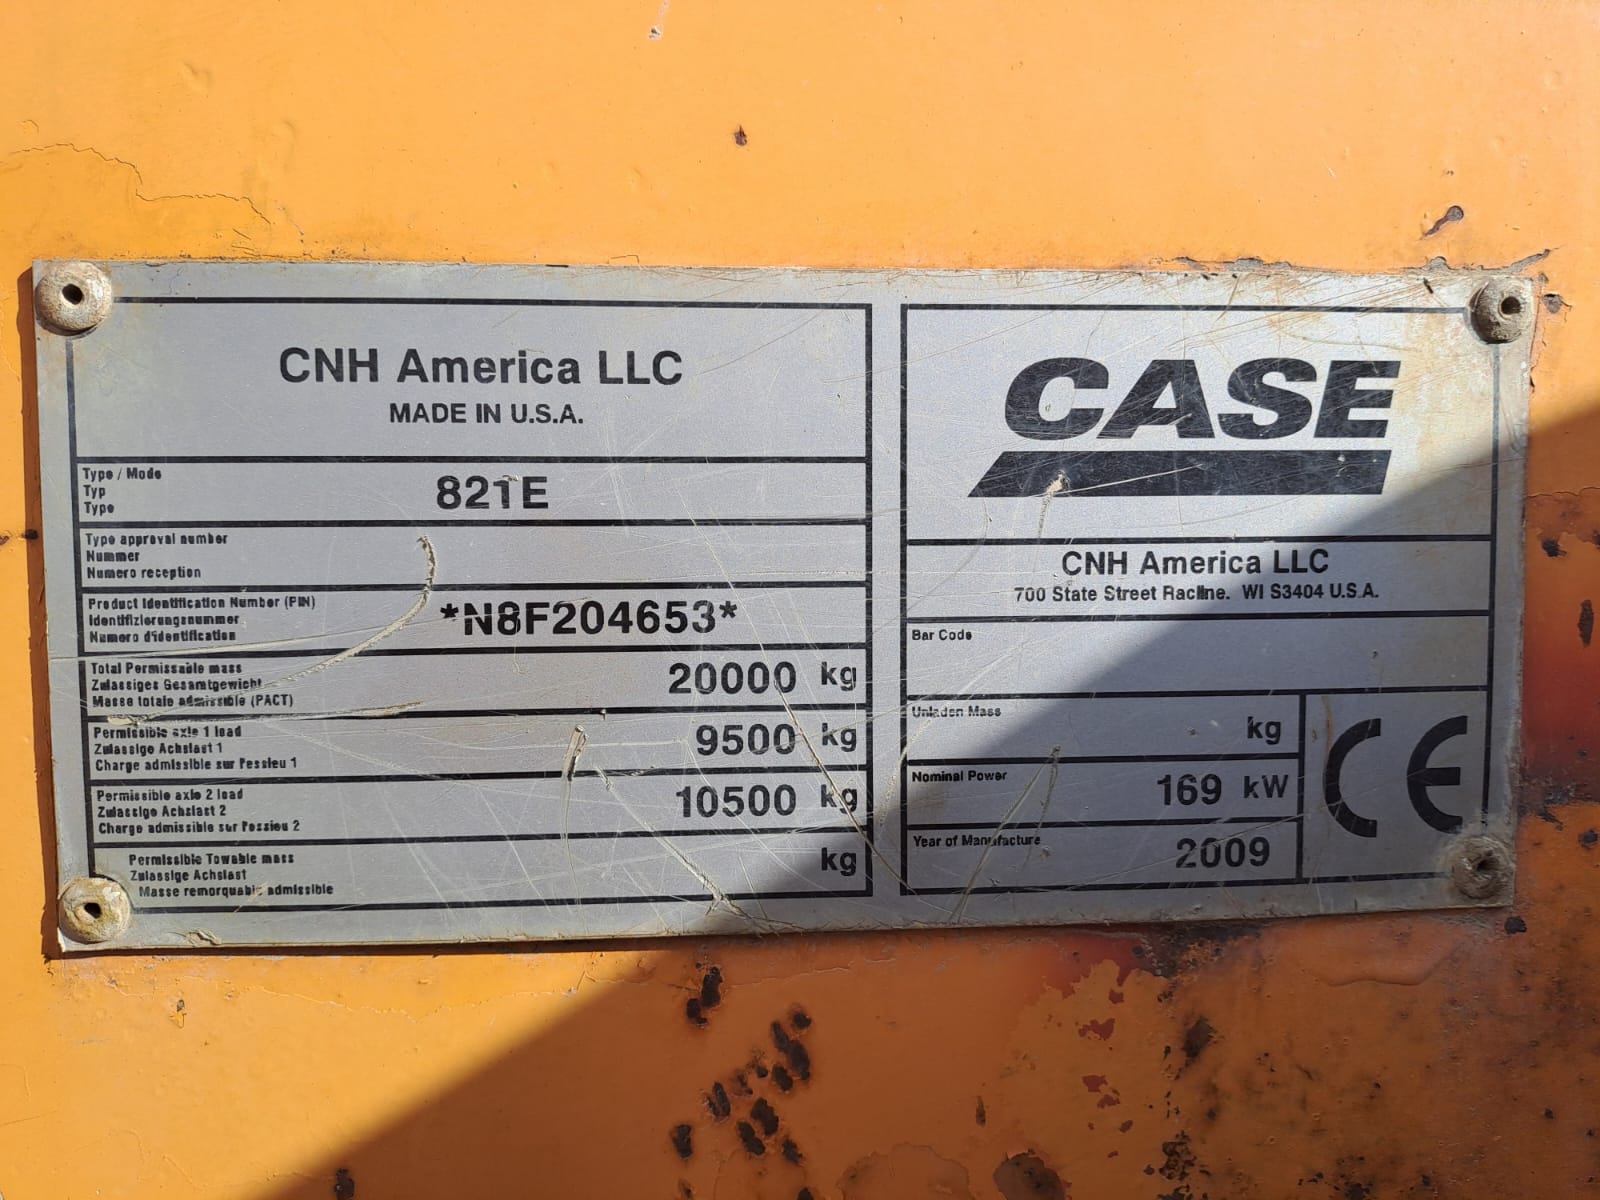 CNH America LLC
MADE IN U.S.A.
Type / Mode
Typ
Type
821E
Type approval number
Nummer
Numero reception
Product Identification Number (PIN)
Identifizierungsnummer
Numero d'identification
*N8F204653*
Total Permissable mass
Zulassiges Gesamtgewicht
Masse totale admissible (PACT)
20000 kg
Permissible axle 1 load
Zulassige Achslast 1
Charge admissible sur l'essieu 1
9500 kg
Permissible axle 2 load
Zulassige Achslast 2
Charge admissible sur l'essieu 2
10500 kg
Permissible Towable mass
Zulassige Achslast
Masse remorquable admissible
kg
CASE
CNH America LLC
700 State Street Racline. WI S3404 U.S.A.
Bar Code
Unladen Mass
kg
Nominal Power
169 kW
Year of Manufacture
2009
CE